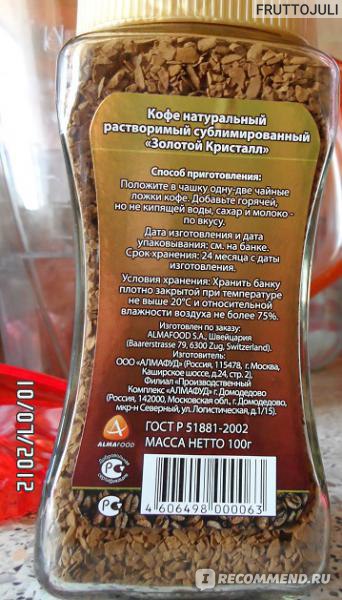 FRUTTOJULI
Кофе натуральный
растворимый сублимированный
«Золотой Кристалл»
Способ приготовления:
Положите в чашку одну-две чайные
ложки кофе. Добавьте горячей,
но не кипящей воды, сахар и молоко -
по вкусу.
Дата изготовления и дата
упаковывания: см. на банке.
Срок хранения: 24 месяца с даты
изготовления.
Условия хранения: Хранить банку
плотно закрытой при температуре
не выше 20°C и относительной
влажности воздуха не более 75%.
Изготовлен по заказу:
ALMAFOOD S.A., Швейцария
(Baarerstrasse 79, 6300 Zug, Switzerland).
Изготовитель:
ООО «АЛМАФУД» (Россия, 115478, г. Москва,
Каширское шоссе, д.24, стр. 2).
Филиал «Производственный
Комплекс «АЛМАФУД» г. Домодедово
(Россия, 142000, Московская обл., г. Домодедово,
мкр-н Северный, ул. Логистическая, д.1/15).
ГОСТ Р 51881-2002
МАССА НЕТТО 100г
ALMAFOOD
Добровольная
сертификация
4 606498 000063
10/07/2012
IRECOMMEND.RU